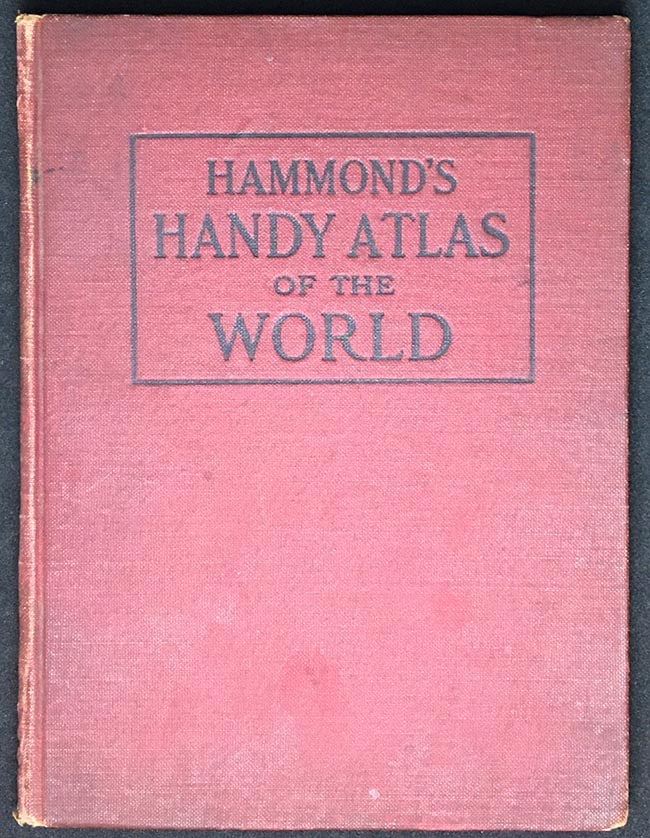 HAMMOND'S
HANDY ATLAS
OF THE
WORLD